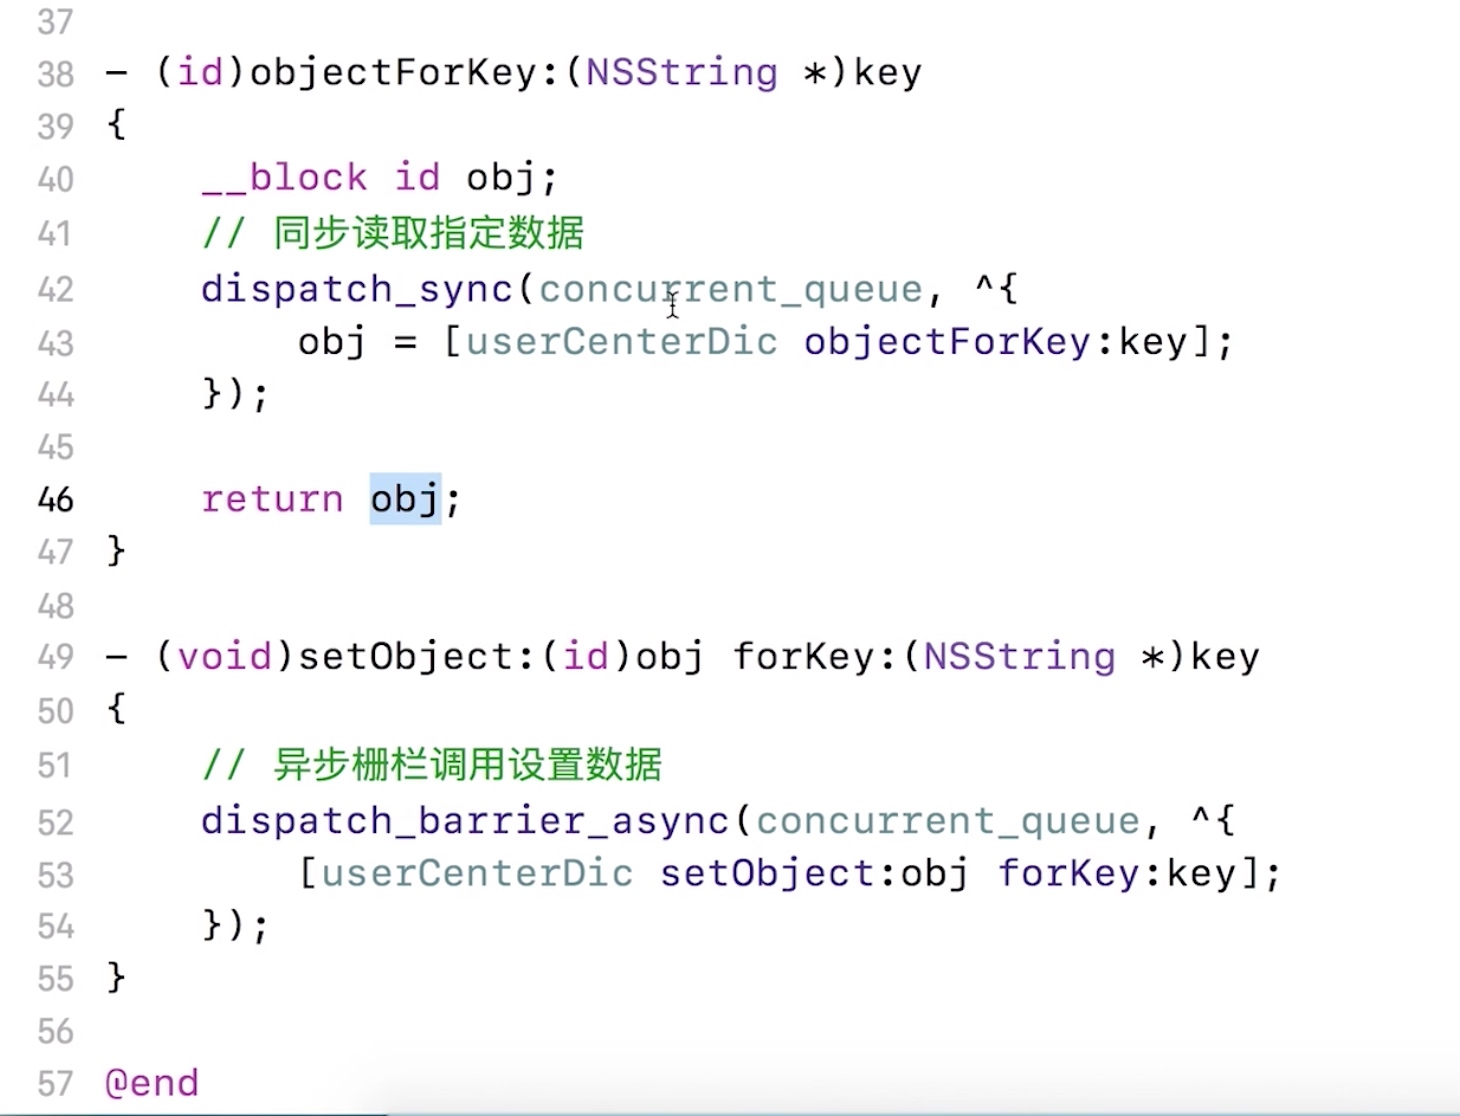 37
38 - (id)objectForKey:(NSString *)key
39 {
40     __block id obj;
41     // 同步读取指定数据
42     dispatch_sync(concurrent_queue, ^{
43         obj = [userCenterDic objectForKey:key];
44     });
45
46     return obj;
47 }
48
49 - (void)setObject:(id)obj forKey:(NSString *)key
50 {
51     // 异步栅栏调用设置数据
52     dispatch_barrier_async(concurrent_queue, ^{
53         [userCenterDic setObject:obj forKey:key];
54     });
55 }
56
57 @end